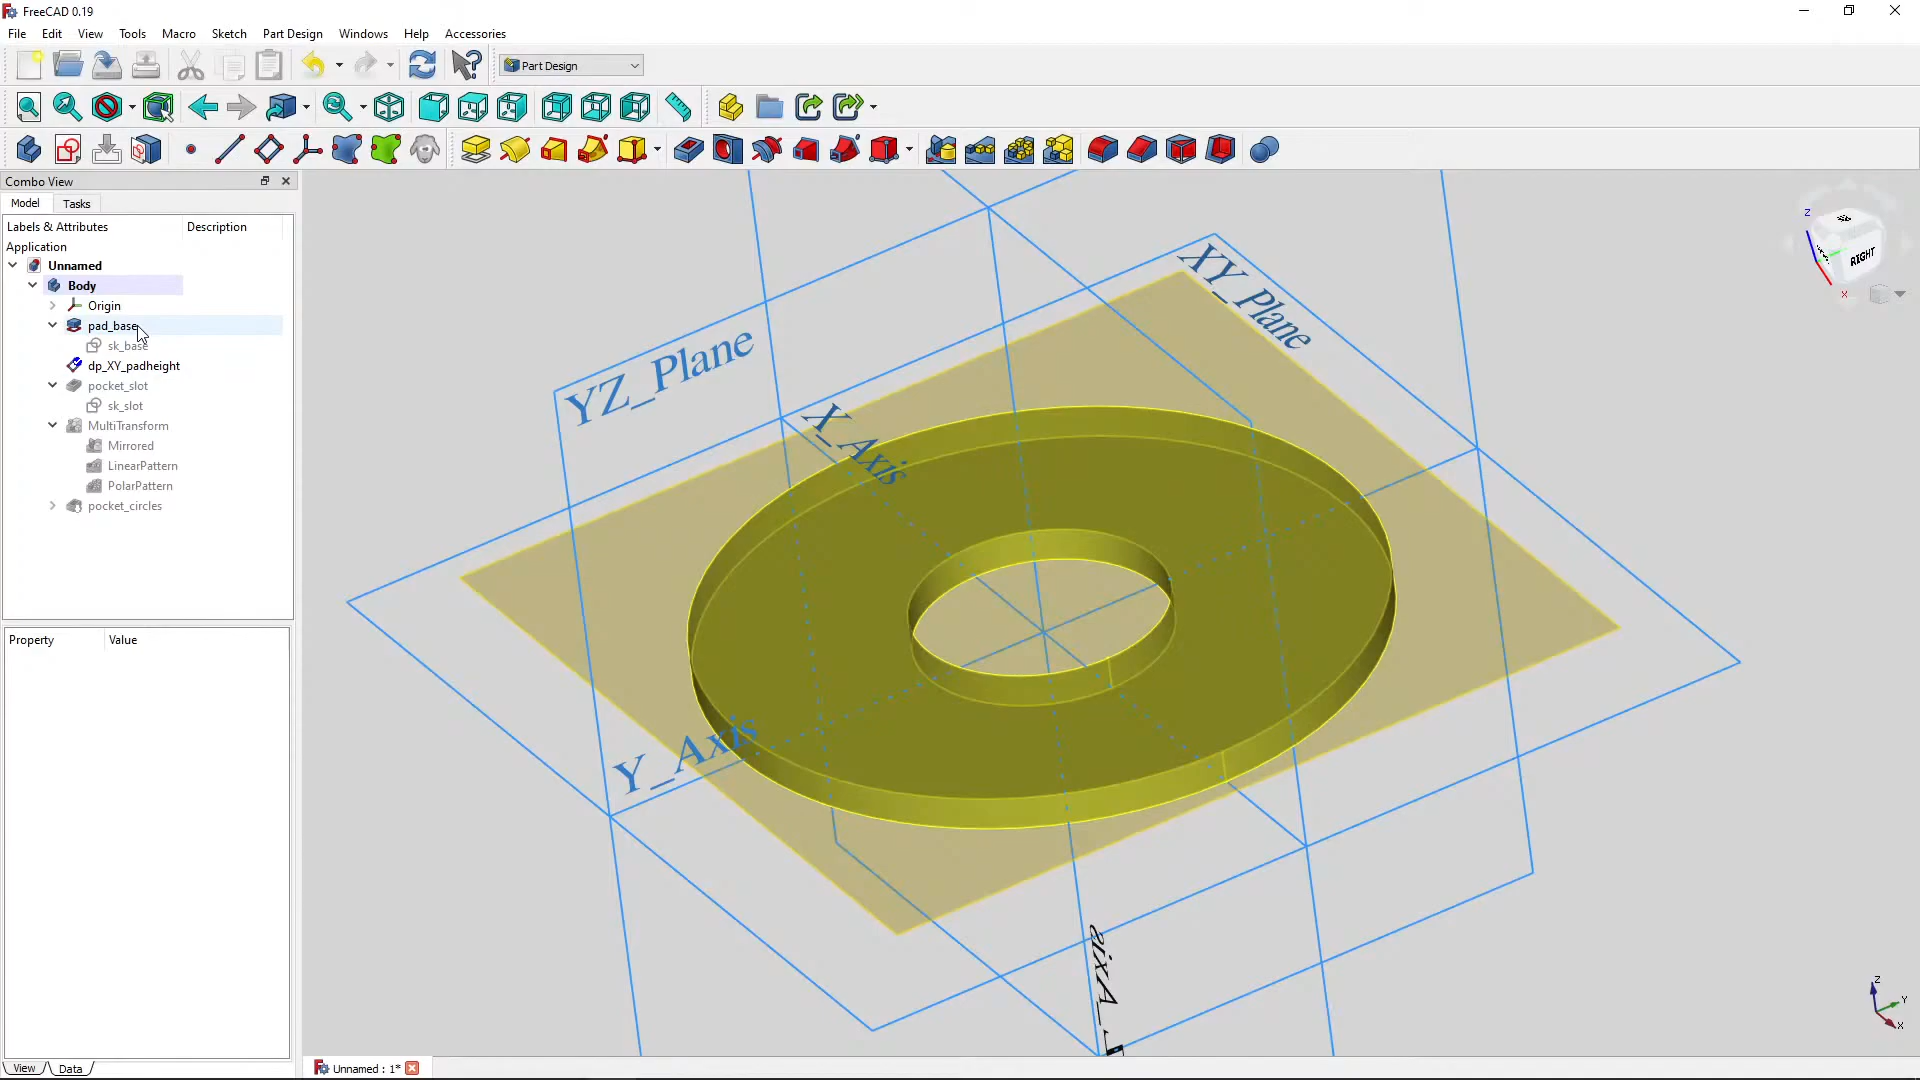 FreeCAD 0.19
File Edit View Tools Macro Sketch Part Design Windows Help Accessories
Part Design
Combo View
Model Tasks
Labels & Attributes Description
Application
Unnamed
Body
Origin
pad_base
sk_base
dp_XY_padheight
pocket_slot
sk_slot
MultiTransform
Mirrored
LinearPattern
PolarPattern
pocket_circles
Property Value
View Data
XY_Plane
YZ_Plane
X_Axis
Y_Axis
Z
RIGHT
X
Z
Y
X
Unnamed : 1*